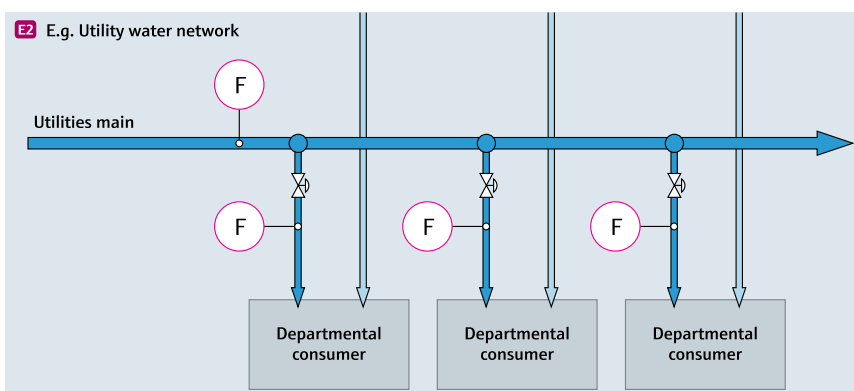 E2 E.g. Utility water network
F
Utilities main
F
F
F
Departmental
consumer
Departmental
consumer
Departmental
consumer